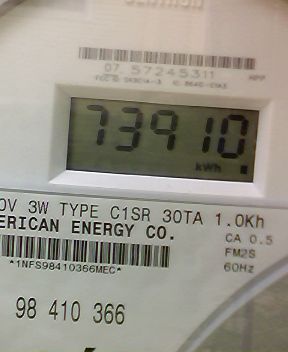 07 57245311
73910
kWh
0V 3W TYPE C1SR 30TA 1.0Kh
ERICAN ENERGY CO.
CA 0.5
FM2S
60Hz
*1NFS98410366MEC*
98 410 366